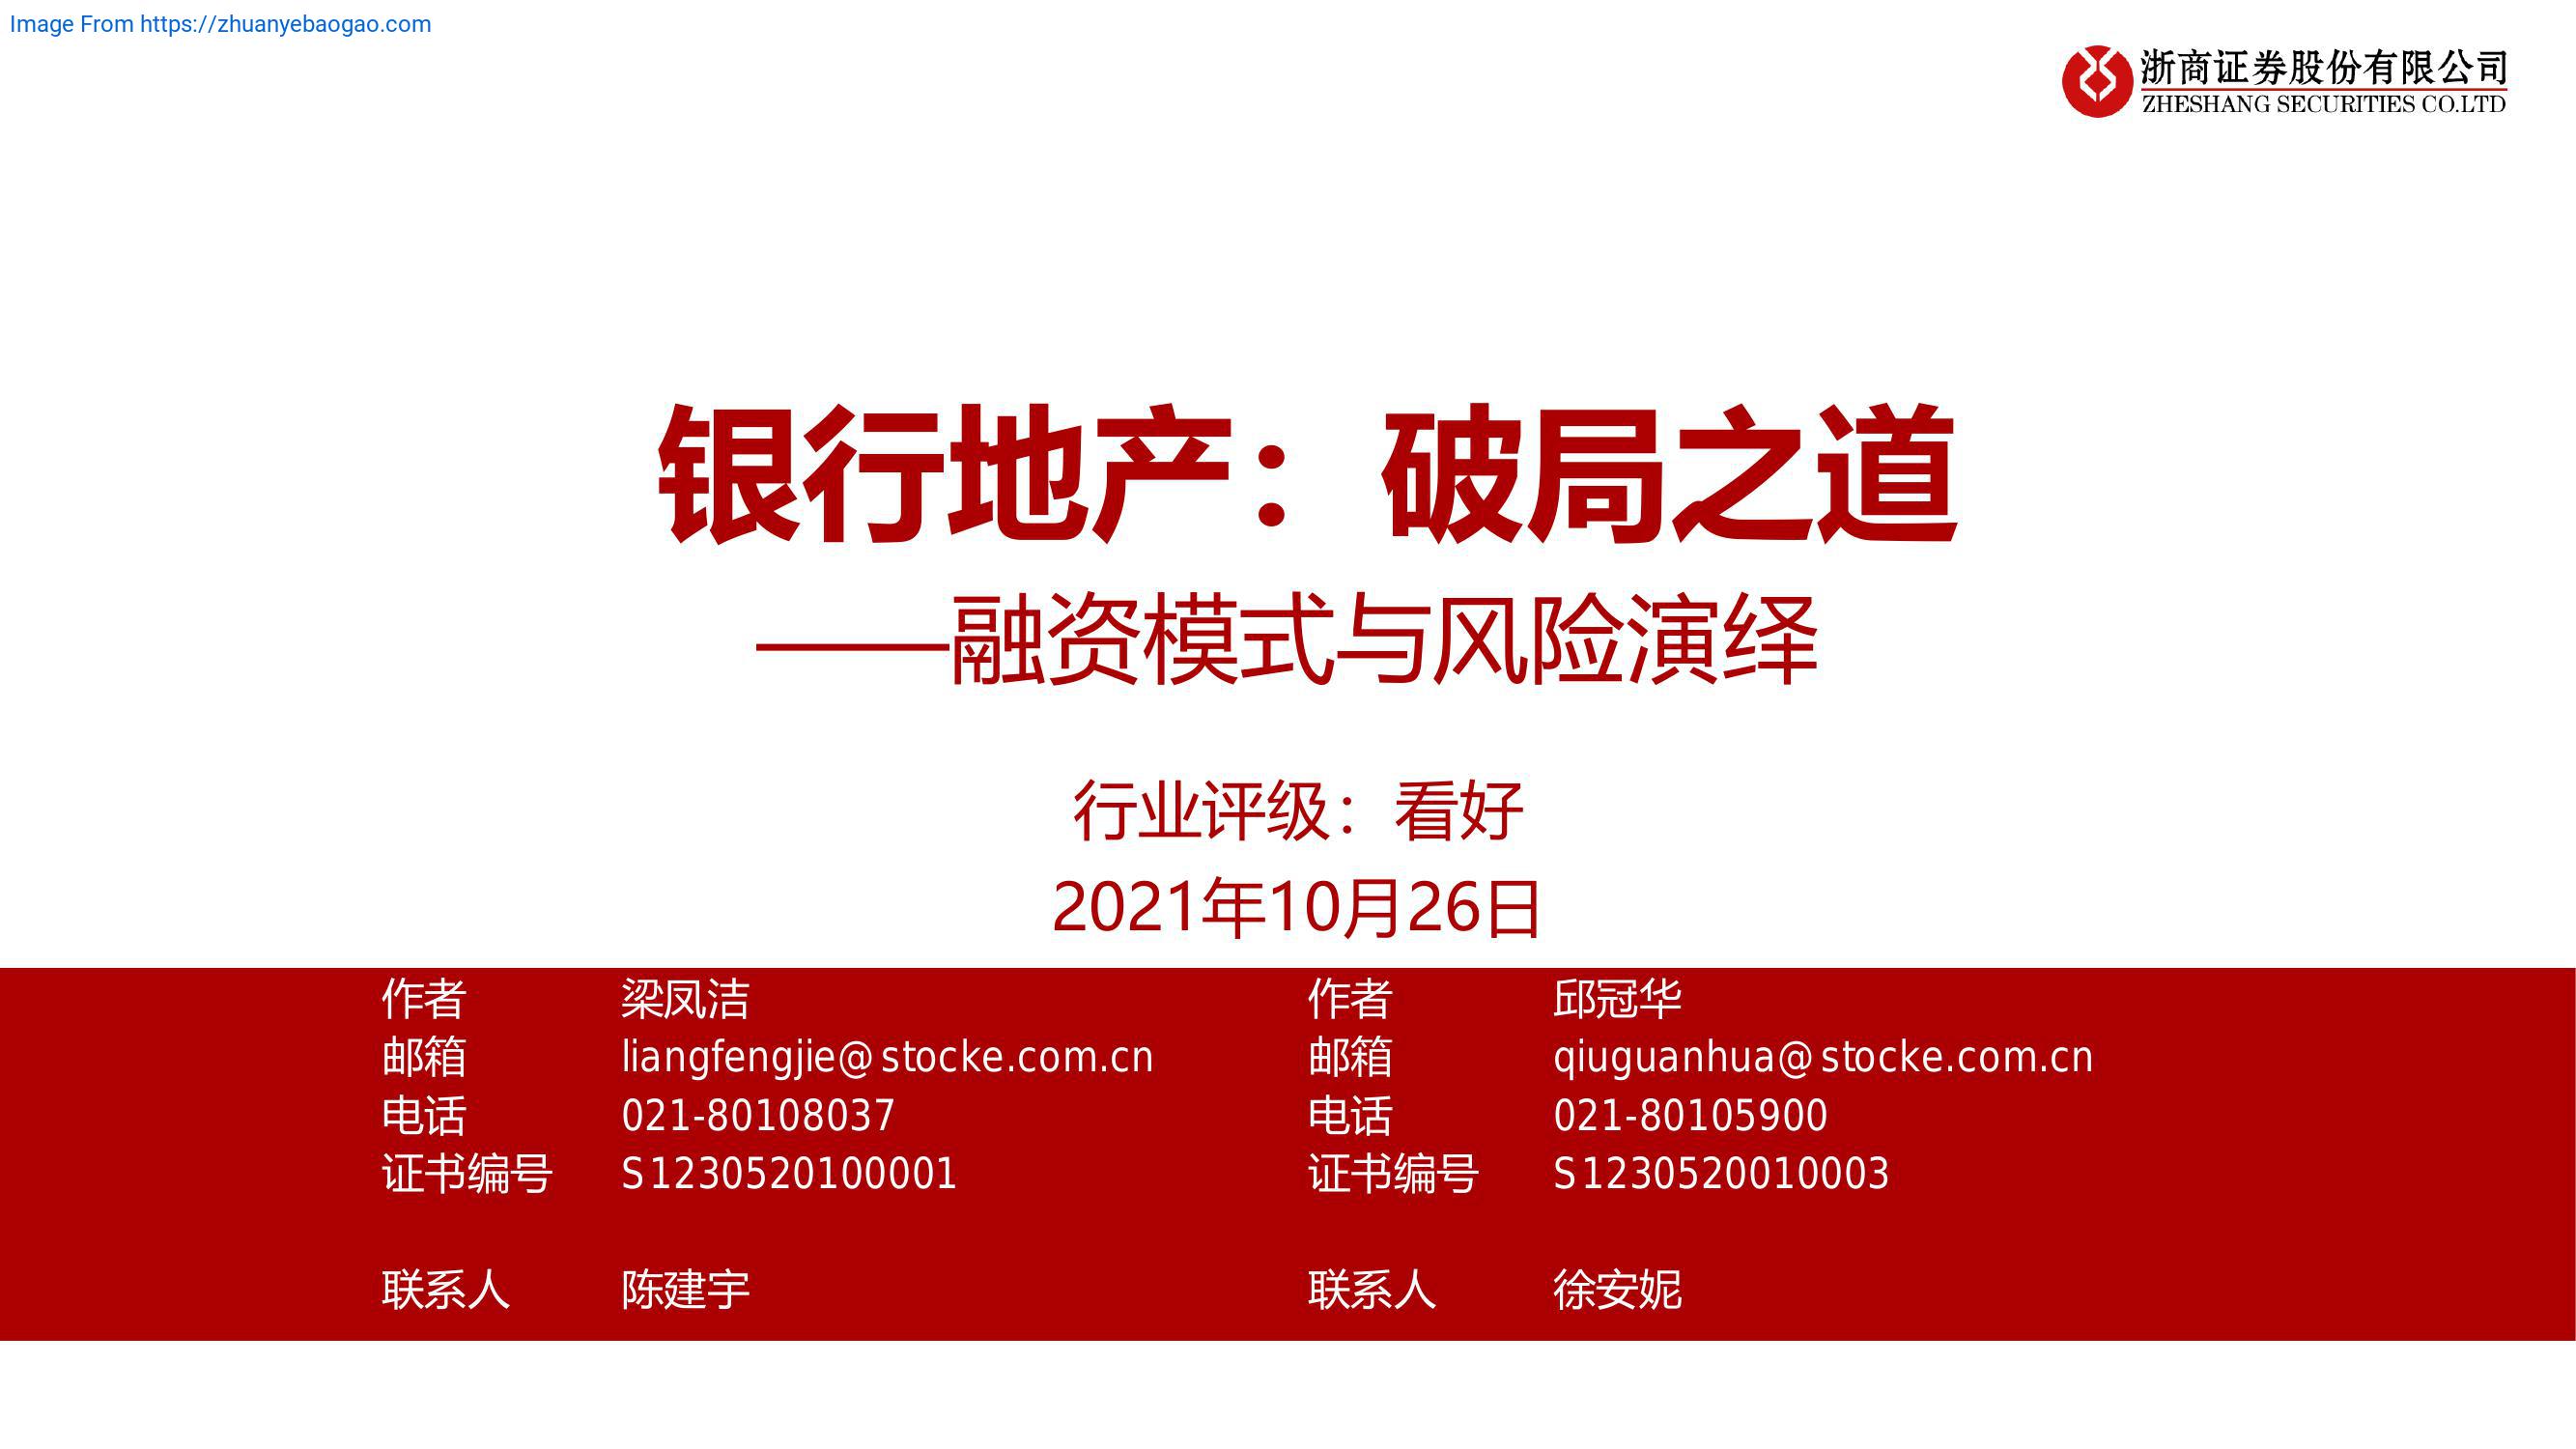 Image From https://zhuanyebaogao.com
浙商证券股份有限公司
ZHESHANG SECURITIES CO.LTD
银行地产：破局之道
——融资模式与风险演绎
行业评级：看好
2021年10月26日
作者 梁凤洁 作者 邱冠华
邮箱 liangfengjie@stocke.com.cn 邮箱 qiuguanhua@stocke.com.cn
电话 021-80108037 电话 021-80105900
证书编号 S1230520100001 证书编号 S1230520010003
联系人 陈建宇 联系人 徐安妮